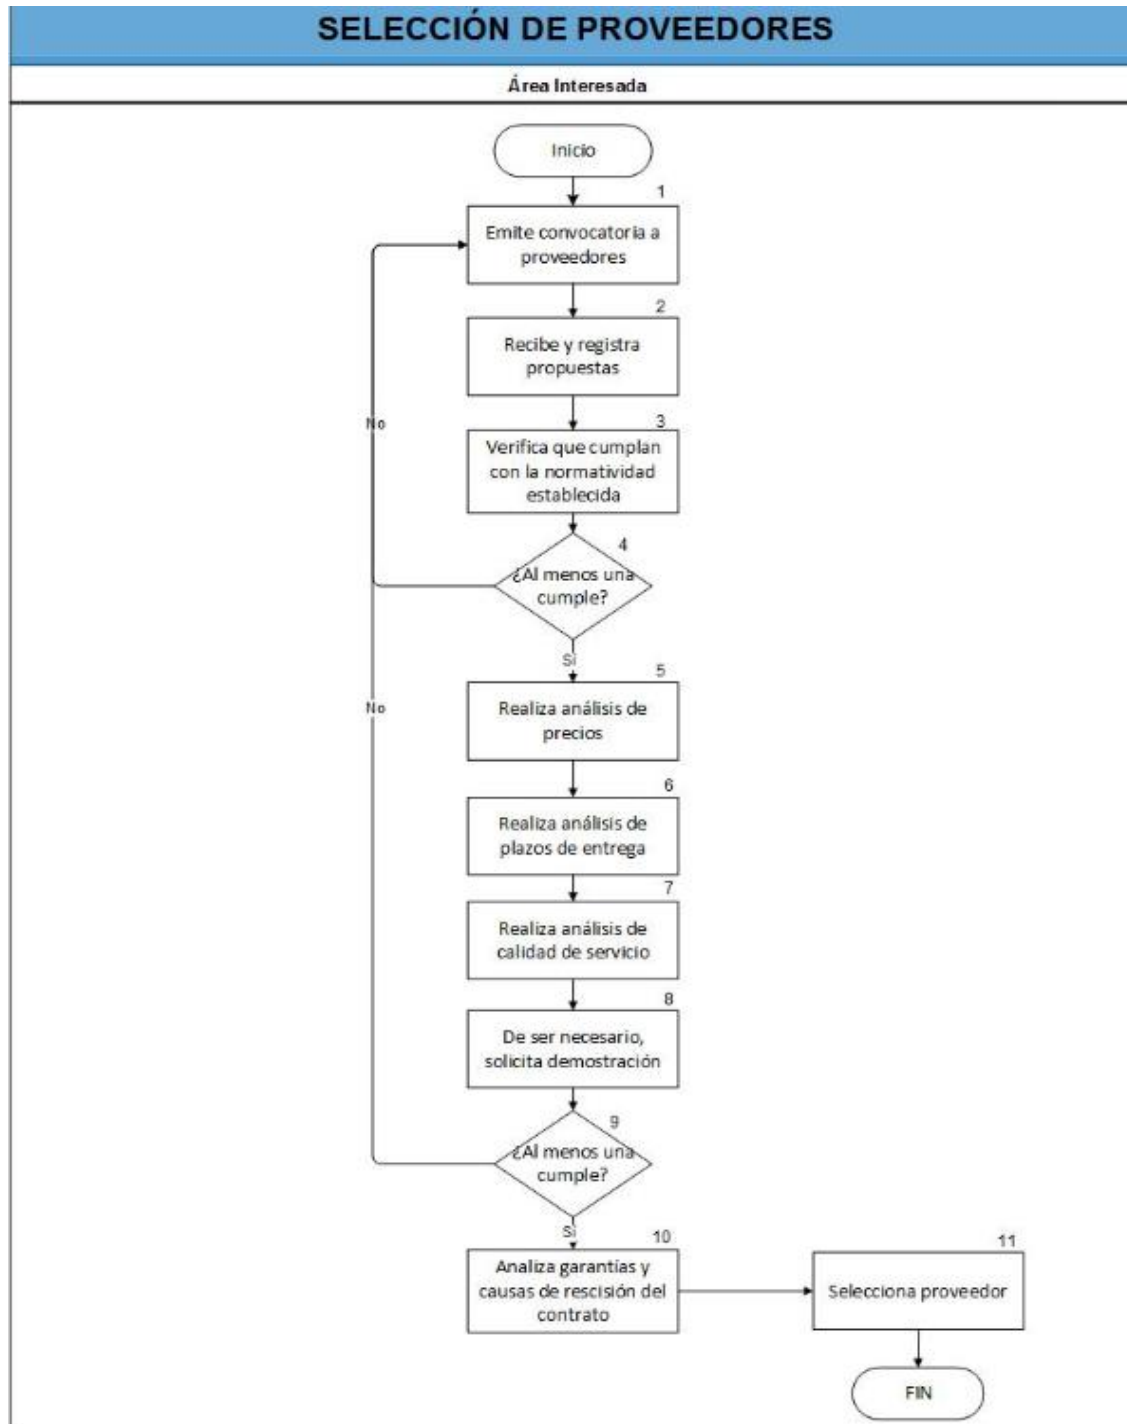 SELECCIÓN DE PROVEEDORES
Área Interesada
Inicio
1
Emite convocatoria a
proveedores
2
Recibe y registra
propuestas
No
3
Verifica que cumplan
con la normatividad
establecida
4
¿Al menos una
cumple?
Sí
5
No
Realiza análisis de
precios
6
Realiza análisis de
plazos de entrega
7
Realiza análisis de
calidad de servicio
8
De ser necesario,
solicita demostración
9
¿Al menos una
cumple?
Sí
10
Analiza garantías y
causas de rescisión del
contrato
11
Selecciona proveedor
FIN